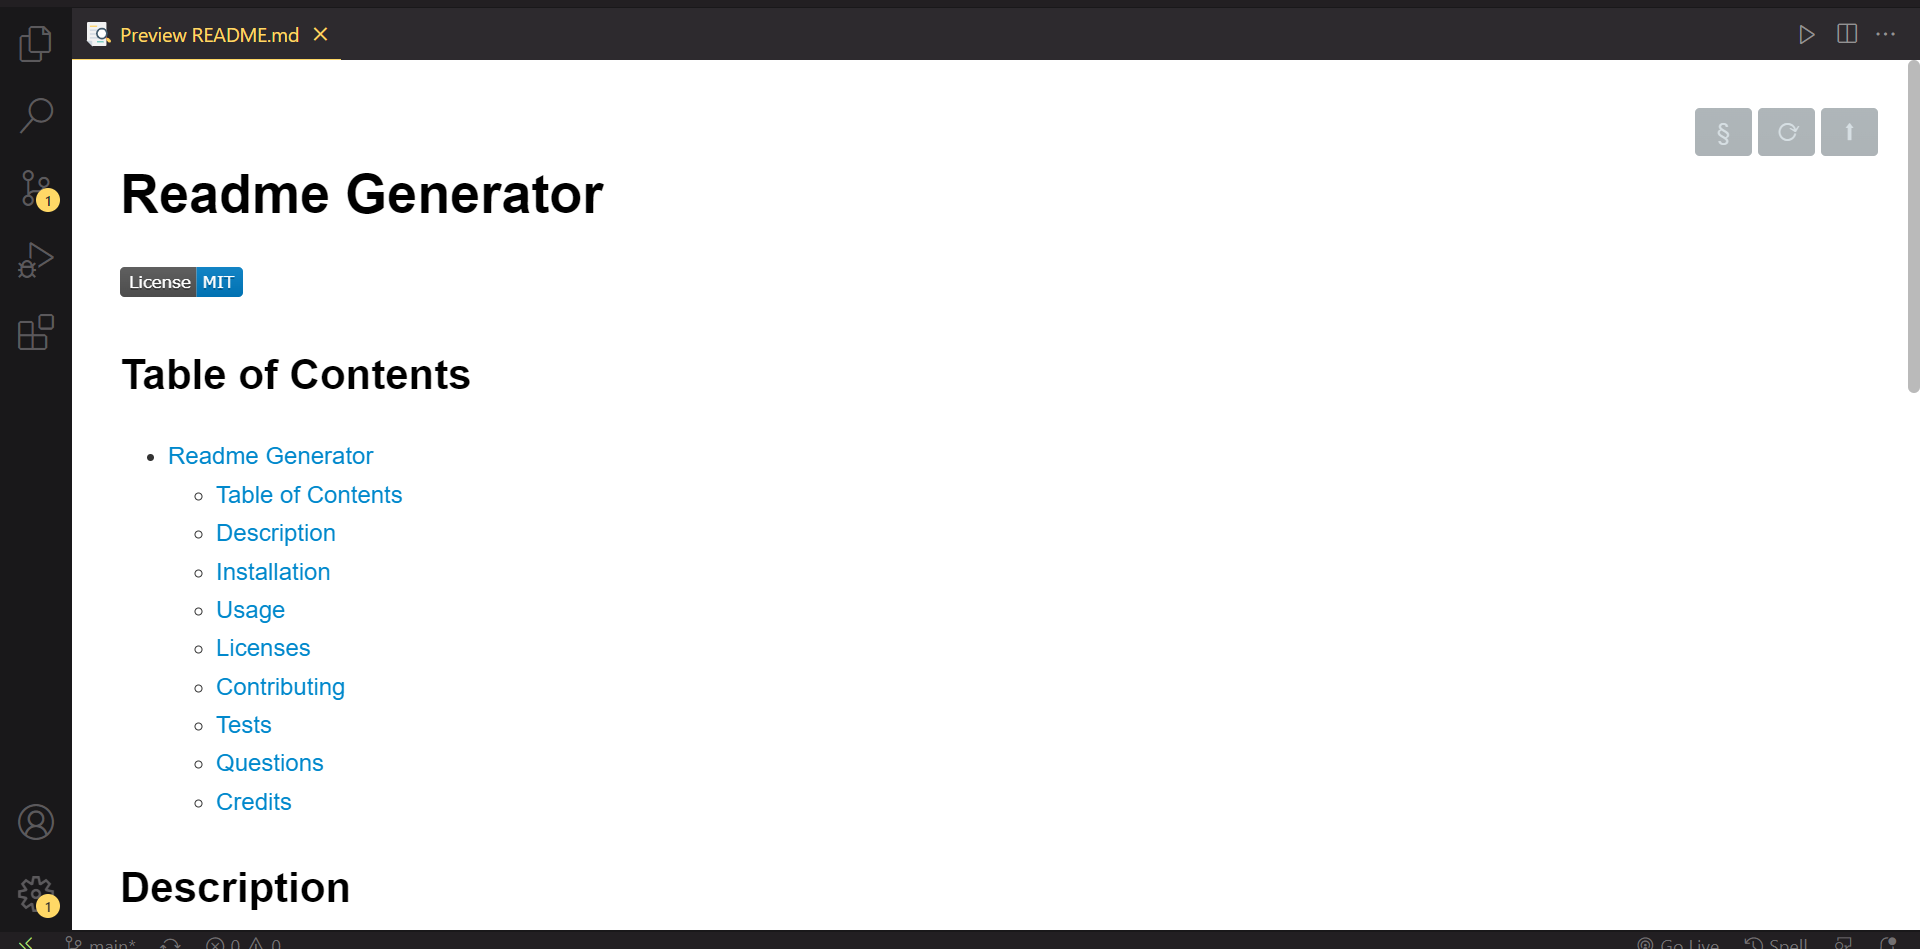 Preview README.md
§
Readme Generator
License MIT
Table of Contents
Readme Generator
Table of Contents
Description
Installation
Usage
Licenses
Contributing
Tests
Questions
Credits
Description
1
1
main* 0 0 Go Live Spell